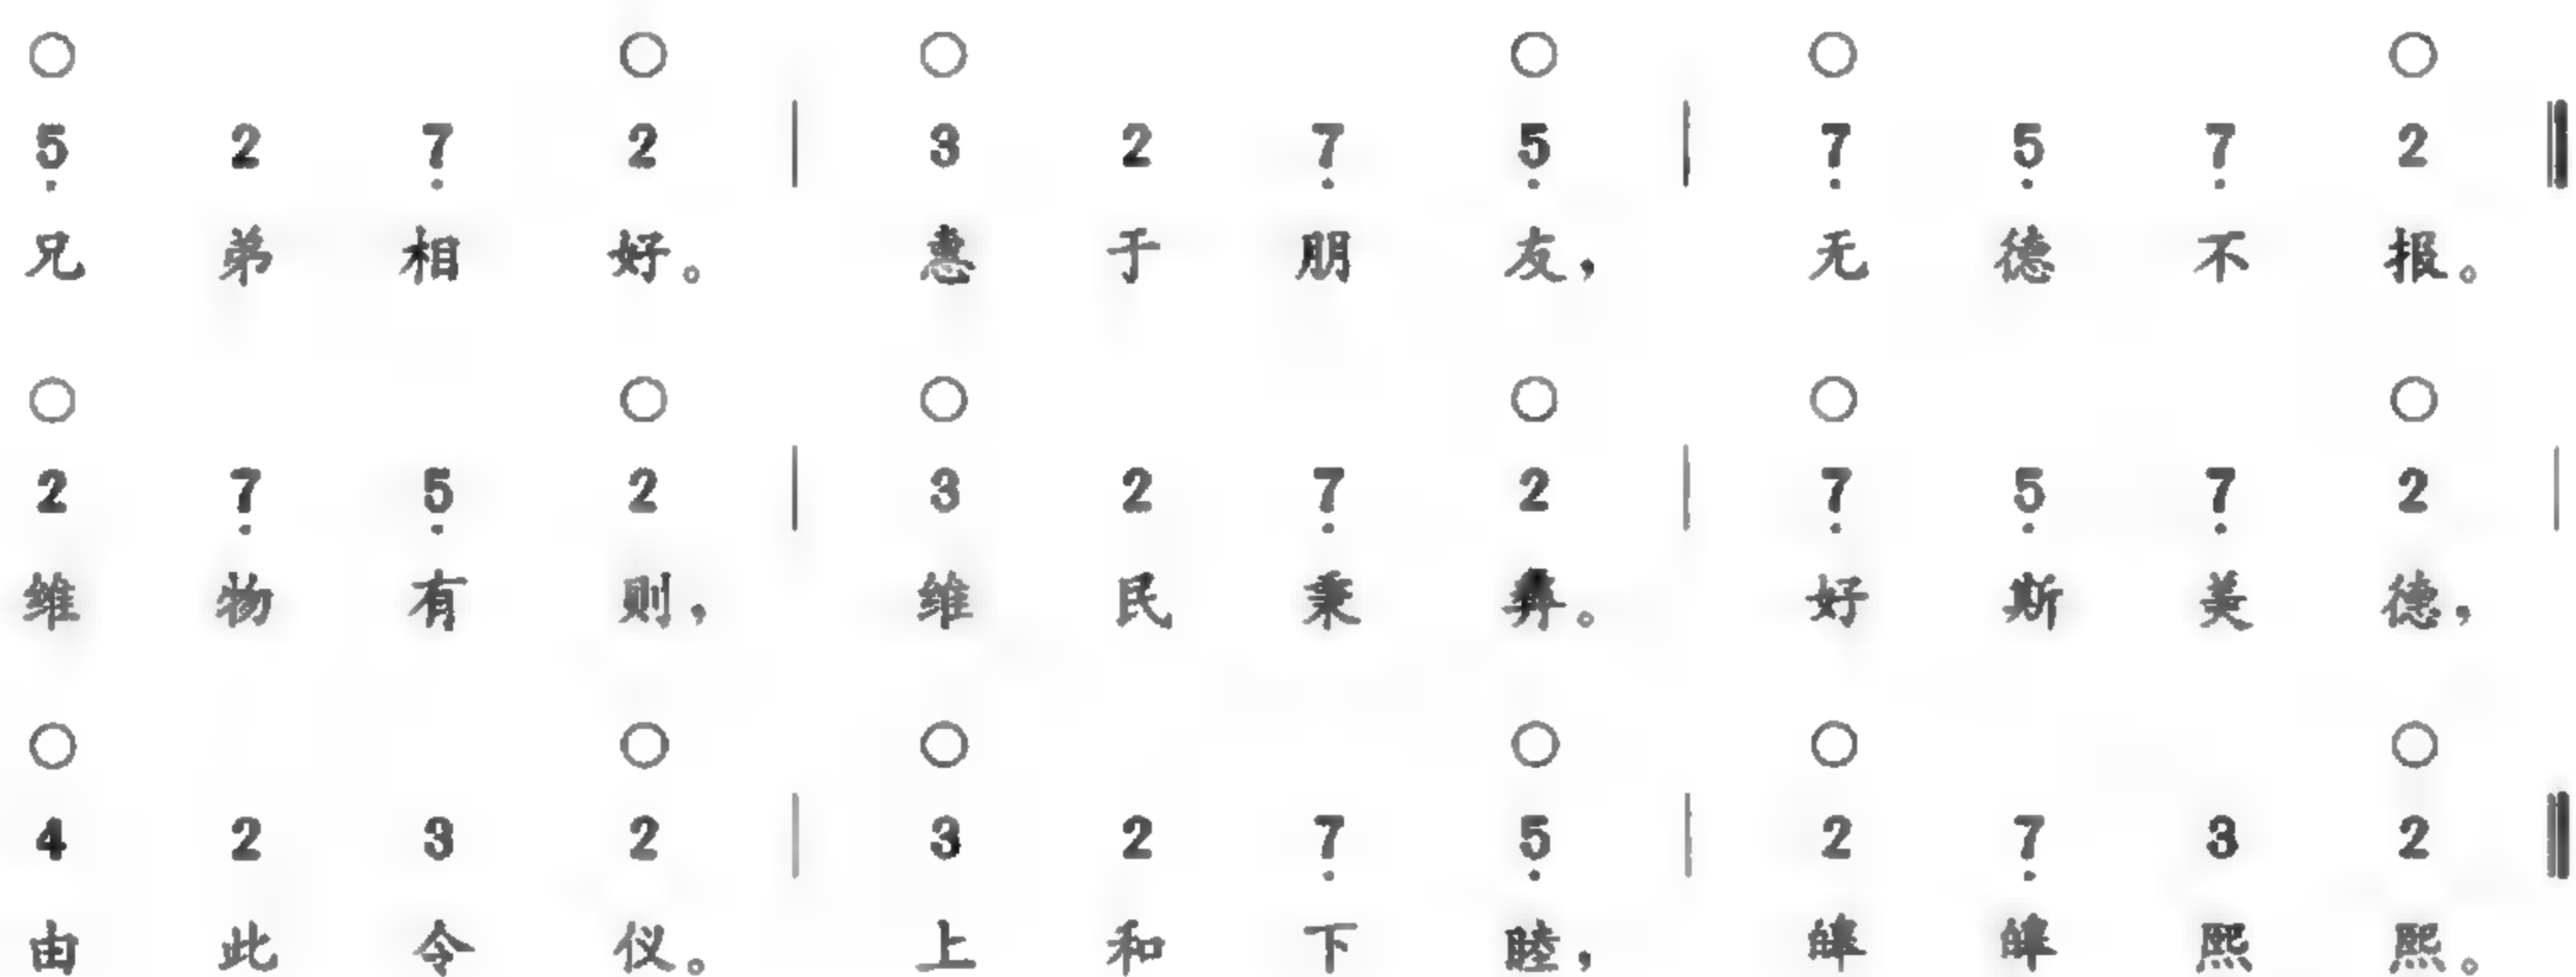 ○ ○ ○ ○ ○ ○
5̣ 2 7̣ 2 | 3 2 7̣ 5̣ | 7̣ 5̣ 7̣ 2 ‖
兄弟相好。惠于朋友，无德不报。
○ ○ ○ ○ ○ ○
2 7̣ 5̣ 2 | 3 2 7̣ 2 | 7̣ 5̣ 7̣ 2 |
维物有则，维民秉彝。好斯美德，
○ ○ ○ ○ ○ ○
4 2 3 2 | 3 2 7̣ 5̣ | 2 7̣ 3 2 ‖
由此令仪。上和下睦，皞皞熙熙。